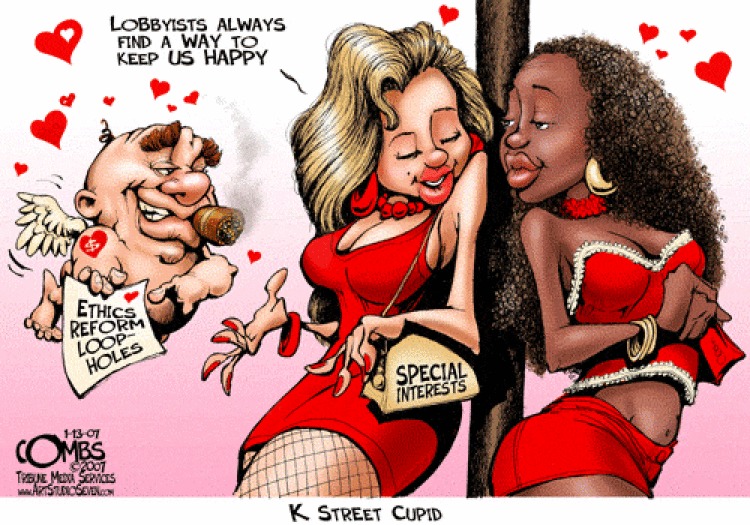 LOBBYISTS ALWAYS
FIND A WAY TO
KEEP US HAPPY
$
ETHICS
REFORM
LOOP-
HOLES
SPECIAL
INTERESTS
1-13-07
COMBS
©2007
TRIBUNE MEDIA SERVICES
WWW.ARTSTUDIOSEVEN.COM
K STREET CUPID